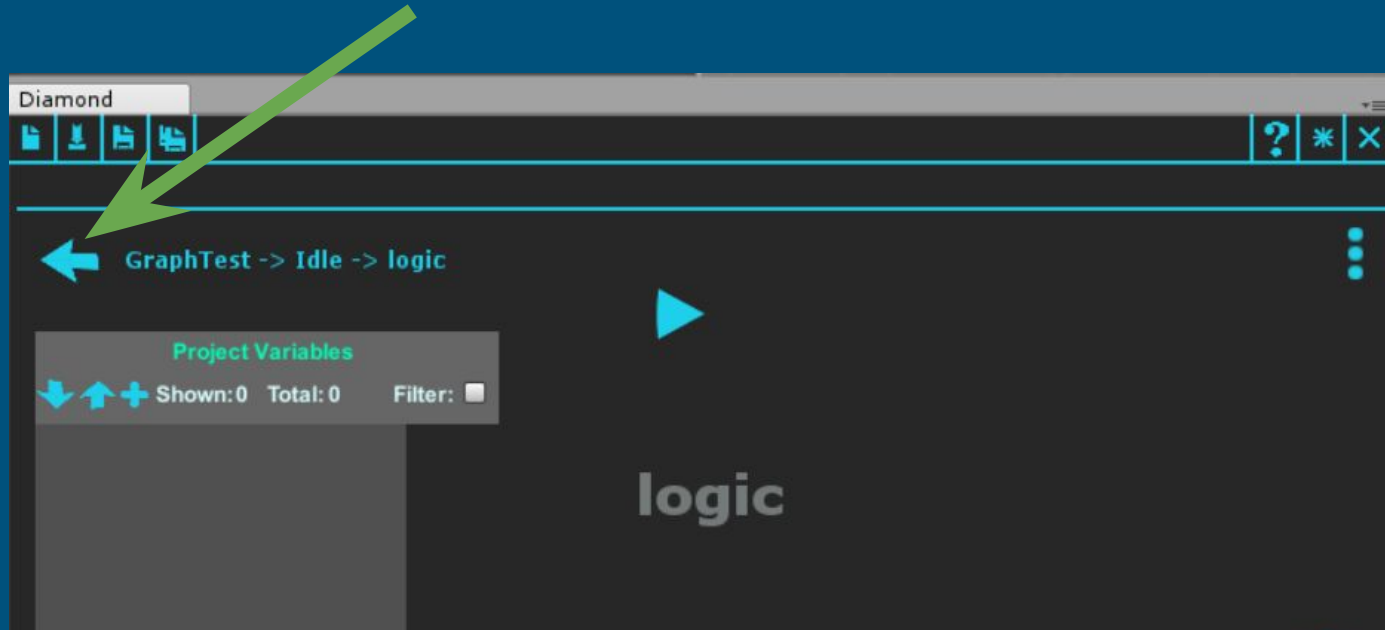 Diamond
GraphTest -> Idle -> logic
Project Variables
Shown: 0 Total: 0 Filter:
logic